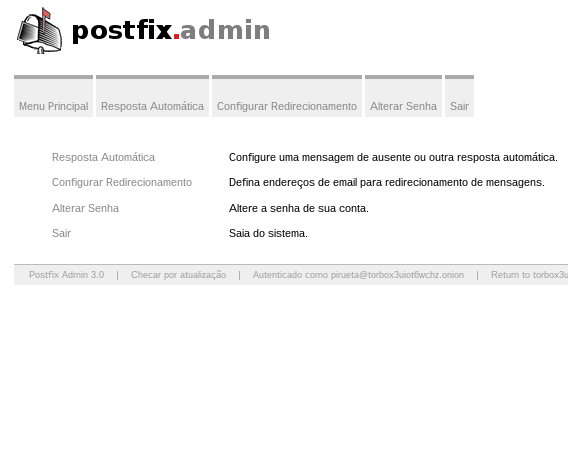 postfix.admin
Menu Principal Resposta Automática Configurar Redirecionamento Alterar Senha Sair
Resposta Automática Configure uma mensagem de ausente ou outra resposta automática.
Configurar Redirecionamento Defina endereços de email para redirecionamento de mensagens.
Alterar Senha Altere a senha de sua conta.
Sair Saia do sistema.
Postfix Admin 3.0 | Checar por atualização | Autenticado como pirueta@torbox3uiot6wchz.onion | Return to torbox3u